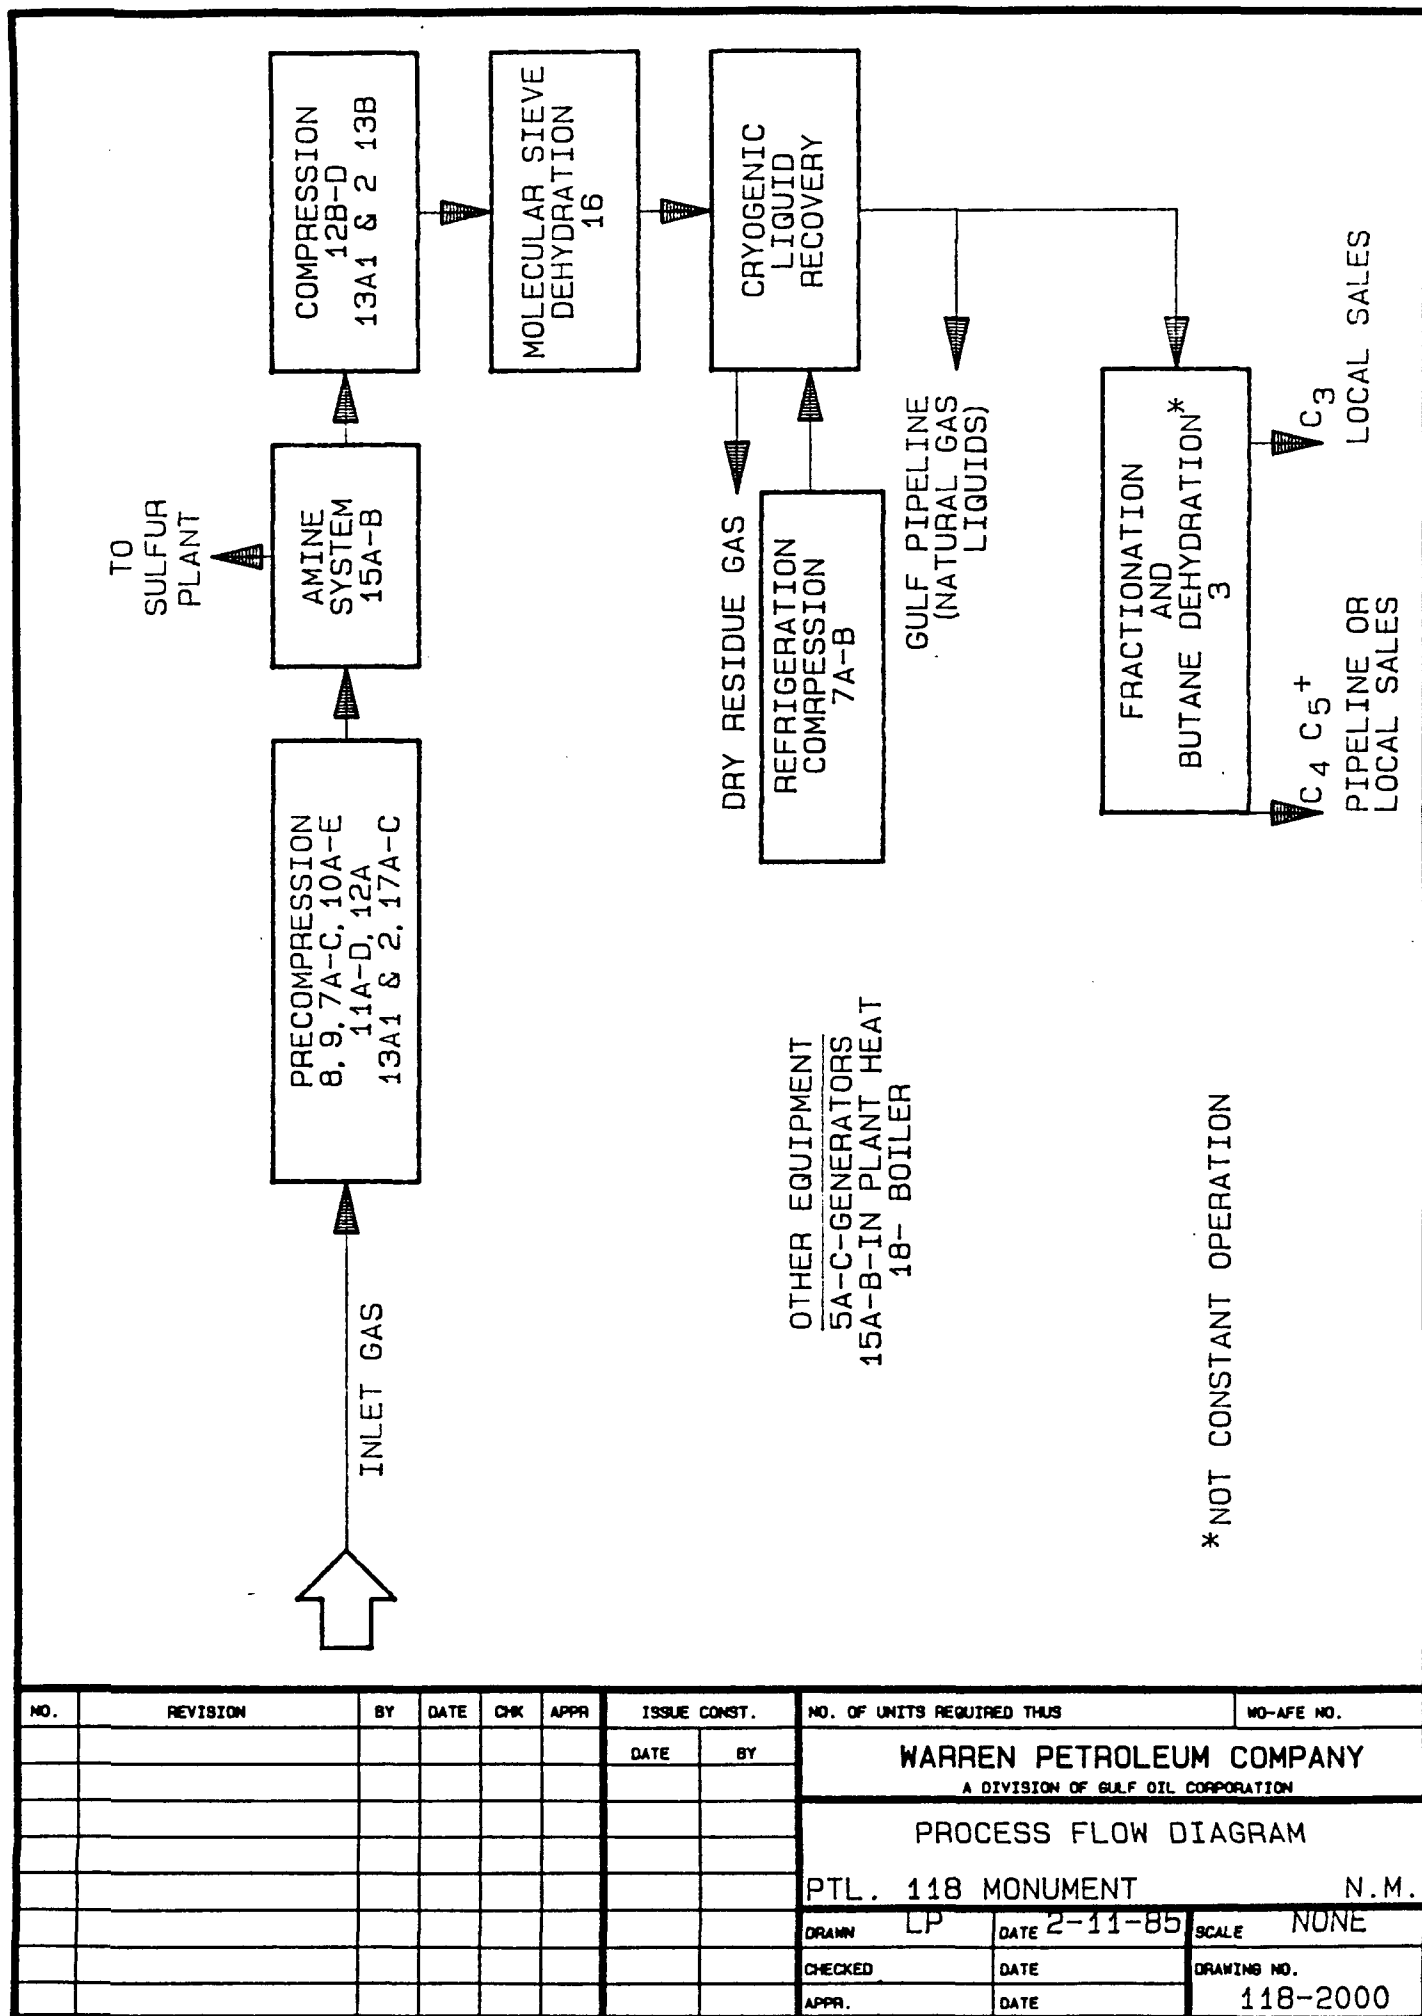 INLET GAS
PRECOMPRESSION
8, 9, 7A-C, 10A-E
11A-D, 12A
13A1 & 2, 17A-C
TO
SULFUR
PLANT
AMINE
SYSTEM
15A-B
COMPRESSION
12B-D
13A1 & 2 13B
MOLECULAR SIEVE
DEHYDRATION
16
CRYOGENIC
LIQUID
RECOVERY
DRY RESIDUE GAS
REFRIGERATION
COMRPESSION
7A-B
GULF PIPELINE
(NATURAL GAS
LIQUIDS)
FRACTIONATION
AND
BUTANE DEHYDRATION*
3
C3
LOCAL SALES
C4 C5+
PIPELINE OR
LOCAL SALES
OTHER EQUIPMENT
5A-C-GENERATORS
15A-B-IN PLANT HEAT
18- BOILER
*NOT CONSTANT OPERATION
NO. REVISION BY DATE CHK APPR
ISSUE CONST.
DATE BY
NO. OF UNITS REQUIRED THUS
WO-AFE NO.
WARREN PETROLEUM COMPANY
A DIVISION OF GULF OIL CORPORATION
PROCESS FLOW DIAGRAM
PTL. 118 MONUMENT N.M.
DRAWN LP DATE 2-11-85 SCALE NONE
CHECKED DATE DRAWING NO.
APPR. DATE 118-2000